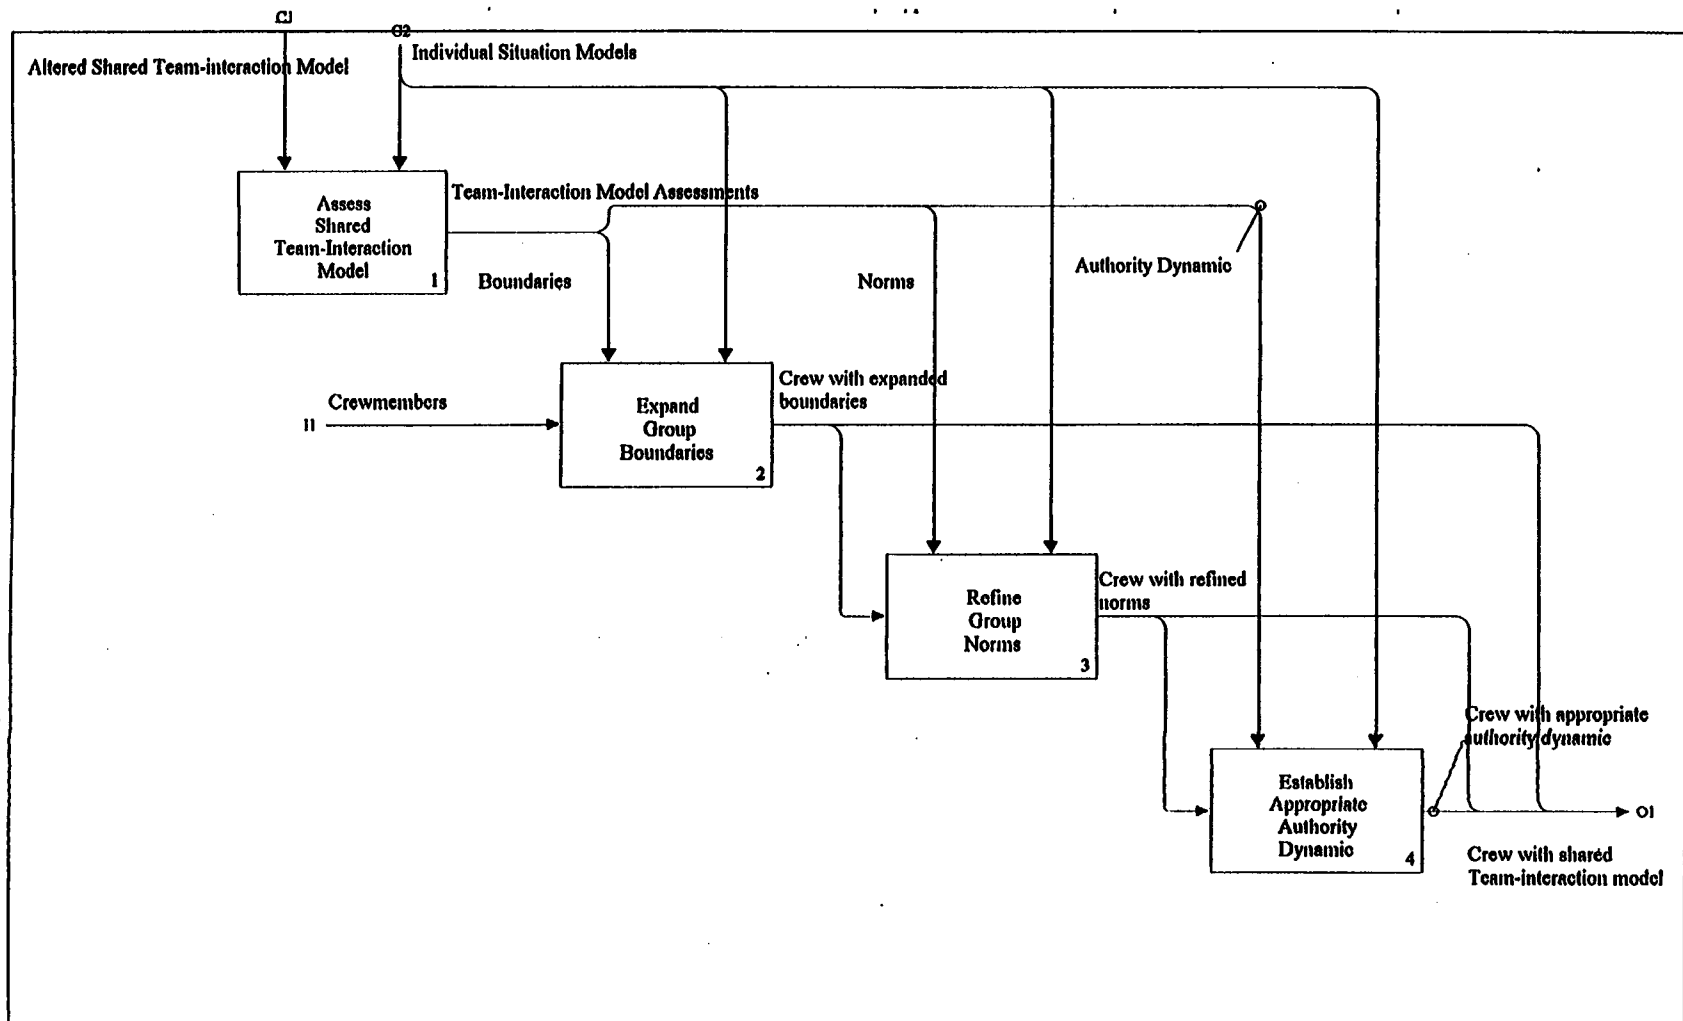 C1
C2
Individual Situation Models
Altered Shared Team-interaction Model
Assess
Shared
Team-Interaction
Model
1
Team-Interaction Model Assessments
Boundaries
Norms
Authority Dynamic
Crewmembers
I1
Expand
Group
Boundaries
2
Crew with expanded
boundaries
Refine
Group
Norms
3
Crew with refined
norms
Establish
Appropriate
Authority
Dynamic
4
Crew with appropriate
authority dynamic
O1
Crew with shared
Team-interaction model